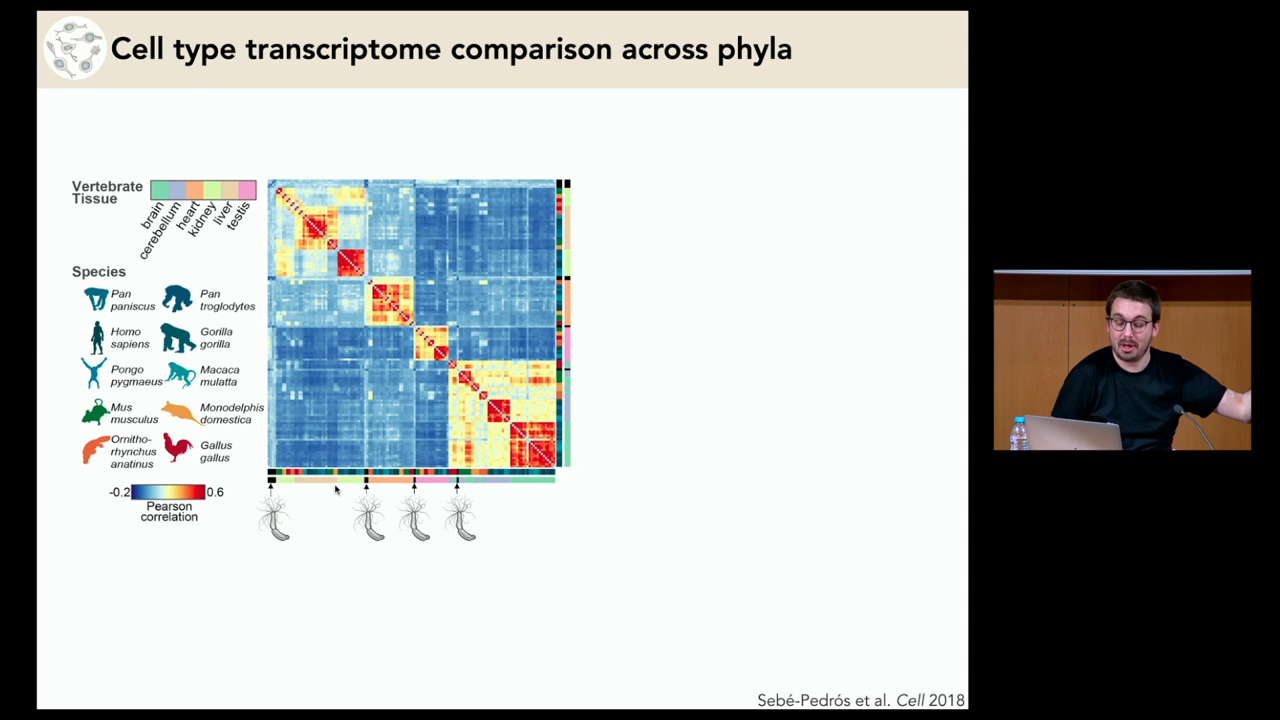 Cell type transcriptome comparison across phyla
Vertebrate
Tissue
brain
cerebellum
heart
kidney
liver
testis
Species
Pan
paniscus
Pan
troglodytes
Homo
sapiens
Gorilla
gorilla
Pongo
pygmaeus
Macaca
mulatta
Mus
musculus
Monodelphis
domestica
Ornitho-
rhynchus
anatinus
Gallus
gallus
-0.2
0.6
Pearson
correlation
Sebé-Pedrós et al. Cell 2018